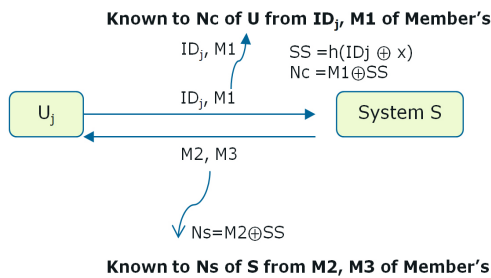 Known to Nc of U from IDj, M1 of Member's
IDj, M1
SS =h(IDj ⊕ x)
Nc =M1⊕SS
IDj, M1
Uj
System S
M2, M3
Ns=M2⊕SS
Known to Ns of S from M2, M3 of Member's